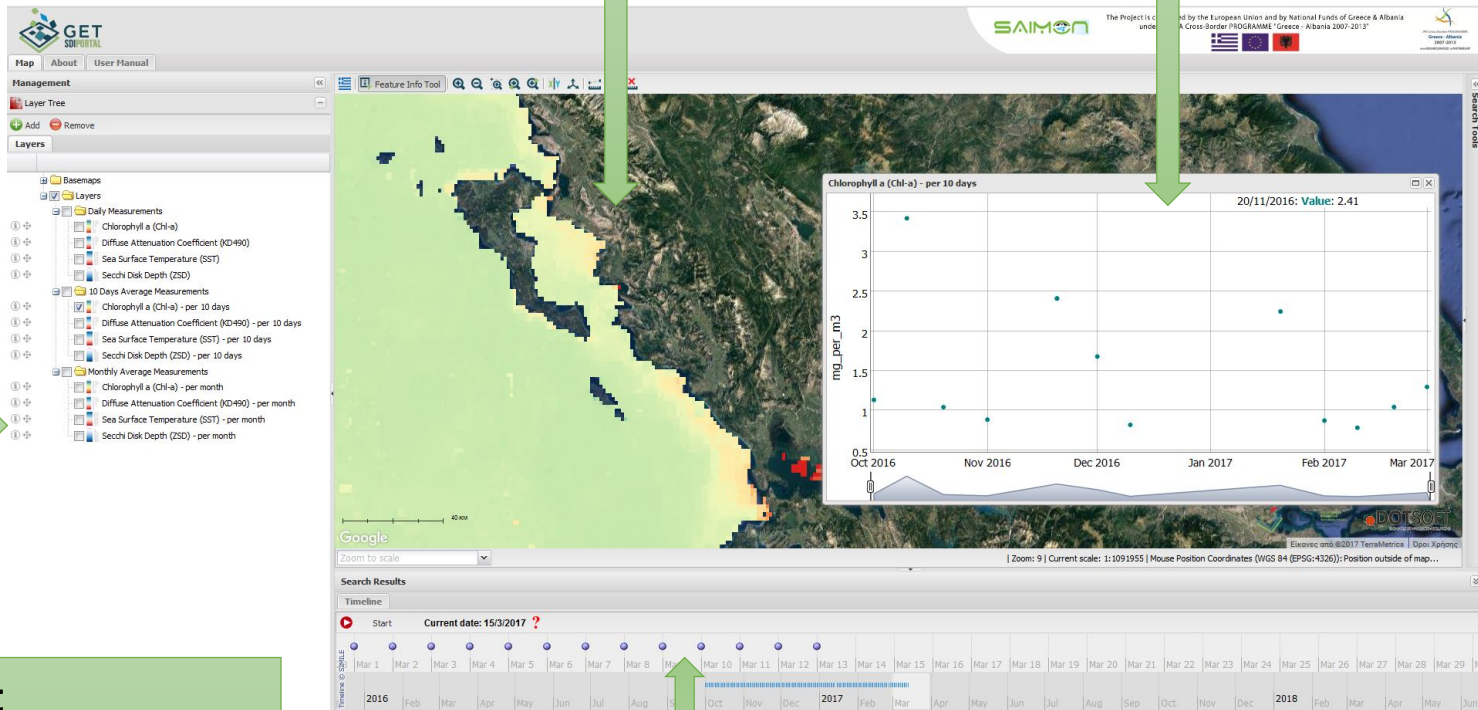 GET
SDIPORTAL
SAIMON
The Project is c ed by the European Union and by National Funds of Greece & Albania
unde A Cross-Border PROGRAMME "Greece - Albania 2007-2013"
Greece - Albania
2007-2013
Map About User Manual
Management
Feature Info Tool
Search Tools
Layer Tree
Add Remove
Layers
Basemaps
Layers
Daily Measurements
Chlorophyll a (Chl-a)
Diffuse Attenuation Coefficient (KD490)
Sea Surface Temperature (SST)
Secchi Disk Depth (ZSD)
10 Days Average Measurements
Chlorophyll a (Chl-a) - per 10 days
Diffuse Attenuation Coefficient (KD490) - per 10 days
Sea Surface Temperature (SST) - per 10 days
Secchi Disk Depth (ZSD) - per 10 days
Monthly Average Measurements
Chlorophyll a (Chl-a) - per month
Diffuse Attenuation Coefficient (KD490) - per month
Sea Surface Temperature (SST) - per month
Secchi Disk Depth (ZSD) - per month
Chlorophyll a (Chl-a) - per 10 days
20/11/2016: Value: 2.41
mg_per_m3
3.5
3
2.5
2
1.5
1
0.5
Oct 2016 Nov 2016 Dec 2016 Jan 2017 Feb 2017 Mar 2017
40 KM
Google
DOTSOFT
Εικόνες από ©2017 TerraMetrics Όροι Χρήσης
Zoom to scale
| Zoom: 9 | Current scale: 1:1091955 | Mouse Position Coordinates (WGS 84 (EPSG:4326)): Position outside of map...
Search Results
Timeline
Start Current date: 15/3/2017 ?
Timeline © SIMILE
Mar 1 Mar 2 Mar 3 Mar 4 Mar 5 Mar 6 Mar 7 Mar 8 Mar 10 Mar 11 Mar 12 Mar 13 Mar 14 Mar 15 Mar 16 Mar 17 Mar 18 Mar 19 Mar 20 Mar 21 Mar 22 Mar 23 Mar 24 Mar 25 Mar 26 Mar 27 Mar 28 Mar 29
2016 Feb Mar Apr May Jun Jul Aug S Oct Nov Dec 2017 Feb Mar Apr May Jun Jul Aug Sep Oct Nov Dec 2018 Feb Mar Apr May Jun